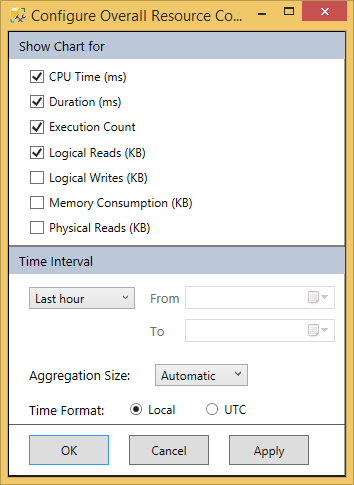 Configure Overall Resource Co...
Show Chart for
CPU Time (ms)
Duration (ms)
Execution Count
Logical Reads (KB)
Logical Writes (KB)
Memory Consumption (KB)
Physical Reads (KB)
Time Interval
Last hour From
To
Aggregation Size: Automatic
Time Format: Local UTC
OK Cancel Apply